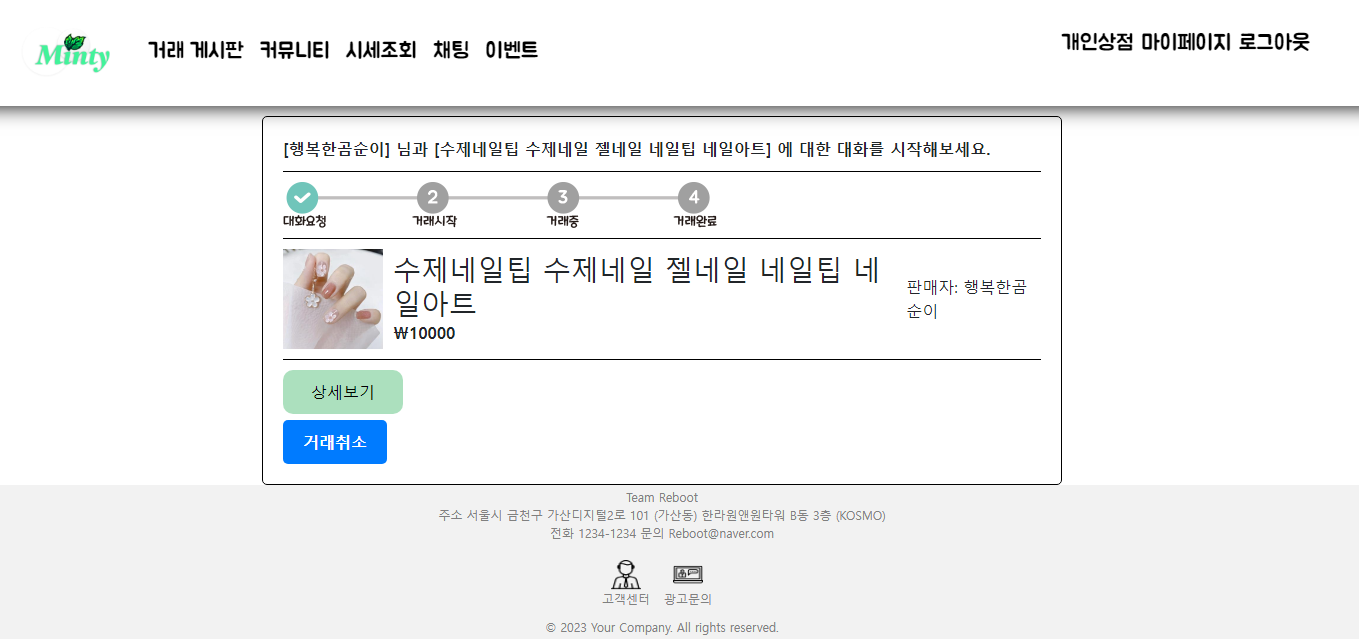 Minty
거래 게시판 커뮤니티 시세조회 채팅 이벤트
개인상점 마이페이지 로그아웃
[행복한곰순이] 님과 [수제네일팁 수제네일 젤네일 네일팁 네일아트] 에 대한 대화를 시작해보세요.
2 3 4
대화요청 거래시작 거래중 거래완료
수제네일팁 수제네일 젤네일 네일팁 네
일아트
₩10000
판매자: 행복한곰
순이
상세보기
거래취소
Team Reboot
주소 서울시 금천구 가산디지털2로 101 (가산동) 한라원앤원타워 B동 3층 (KOSMO)
전화 1234-1234 문의 Reboot@naver.com
고객센터 광고문의
© 2023 Your Company. All rights reserved.